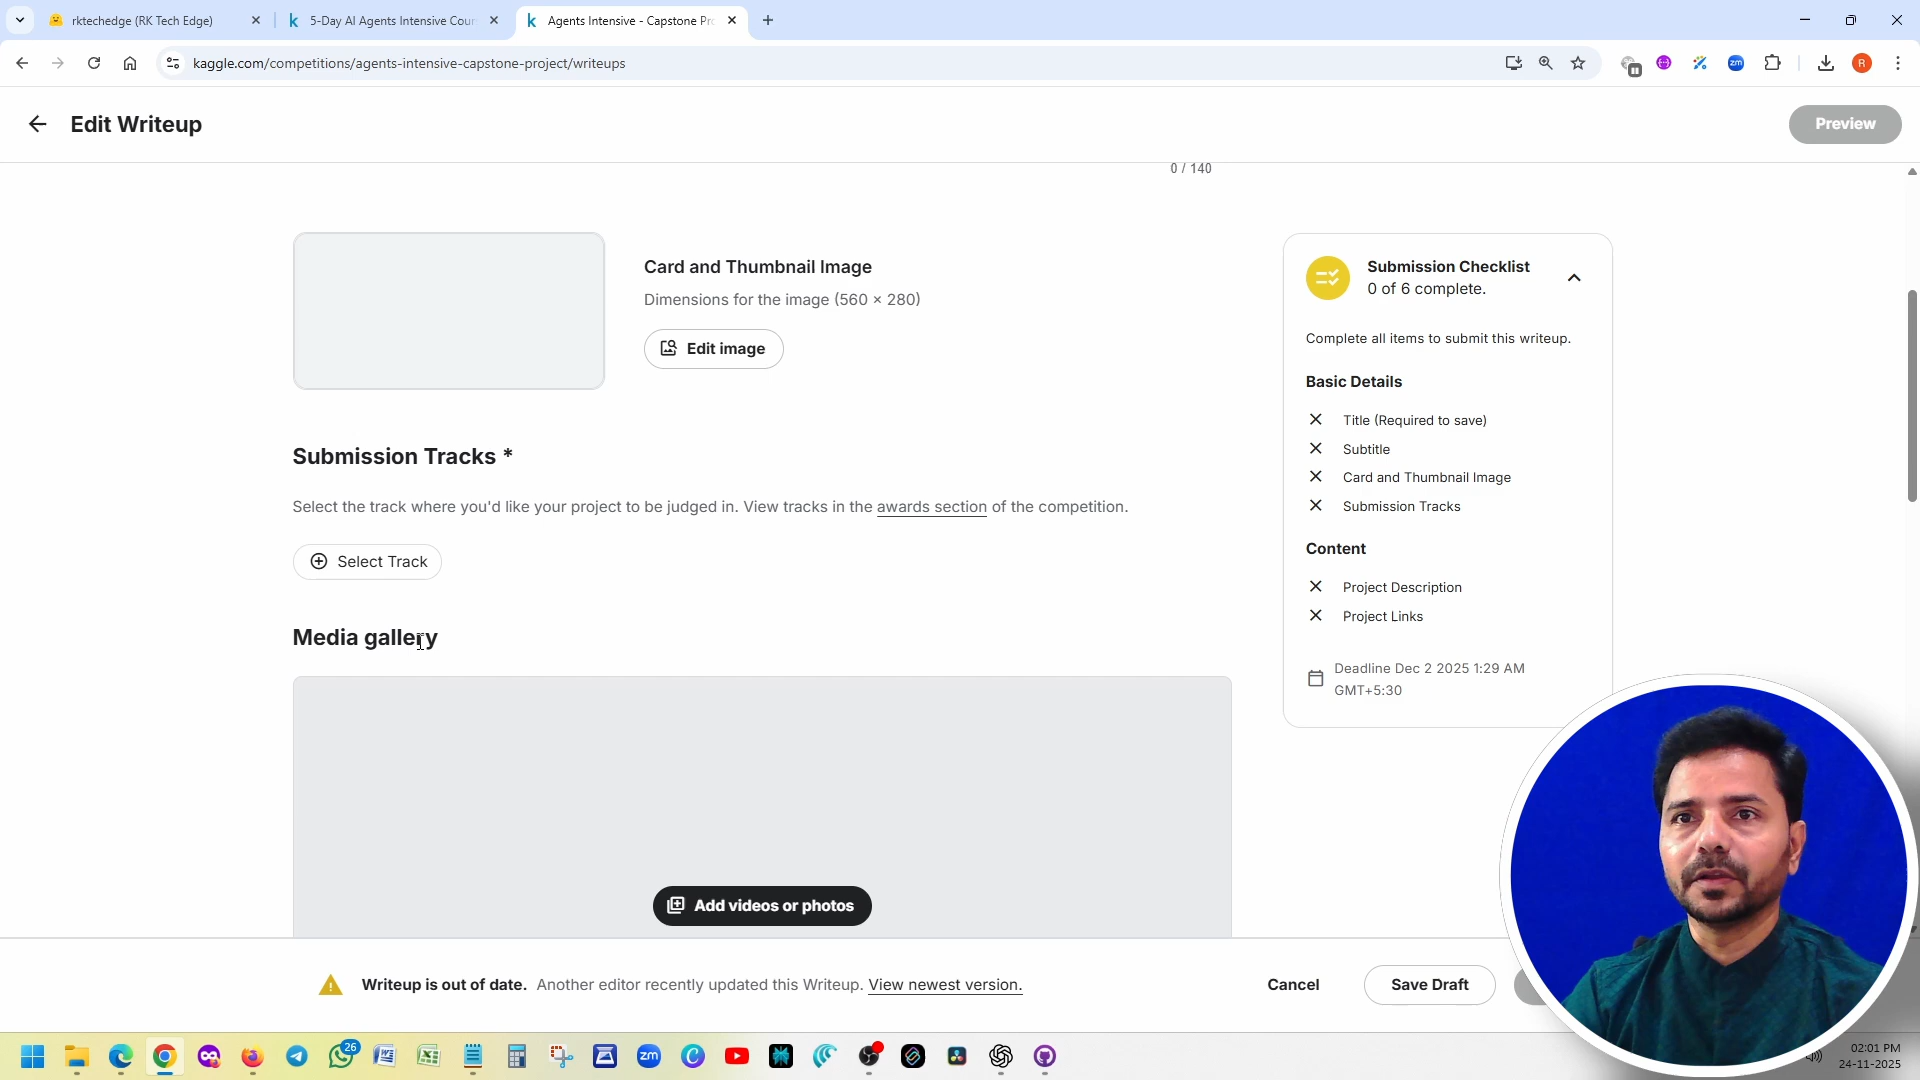 rktechedge (RK Tech Edge)
5-Day AI Agents Intensive Cour
Agents Intensive - Capstone Pr
kaggle.com/competitions/agents-intensive-capstone-project/writeups
R
Edit Writeup
Preview
0 / 140
Card and Thumbnail Image
Dimensions for the image (560 × 280)
Edit image
Submission Tracks *
Select the track where you'd like your project to be judged in. View tracks in the awards section of the competition.
Select Track
Media gallery
Add videos or photos
Submission Checklist
0 of 6 complete.
Complete all items to submit this writeup.
Basic Details
Title (Required to save)
Subtitle
Card and Thumbnail Image
Submission Tracks
Content
Project Description
Project Links
Deadline Dec 2 2025 1:29 AM
GMT+5:30
Writeup is out of date. Another editor recently updated this Writeup. View newest version.
Cancel
Save Draft
26
zm
02:01 PM
24-11-2025